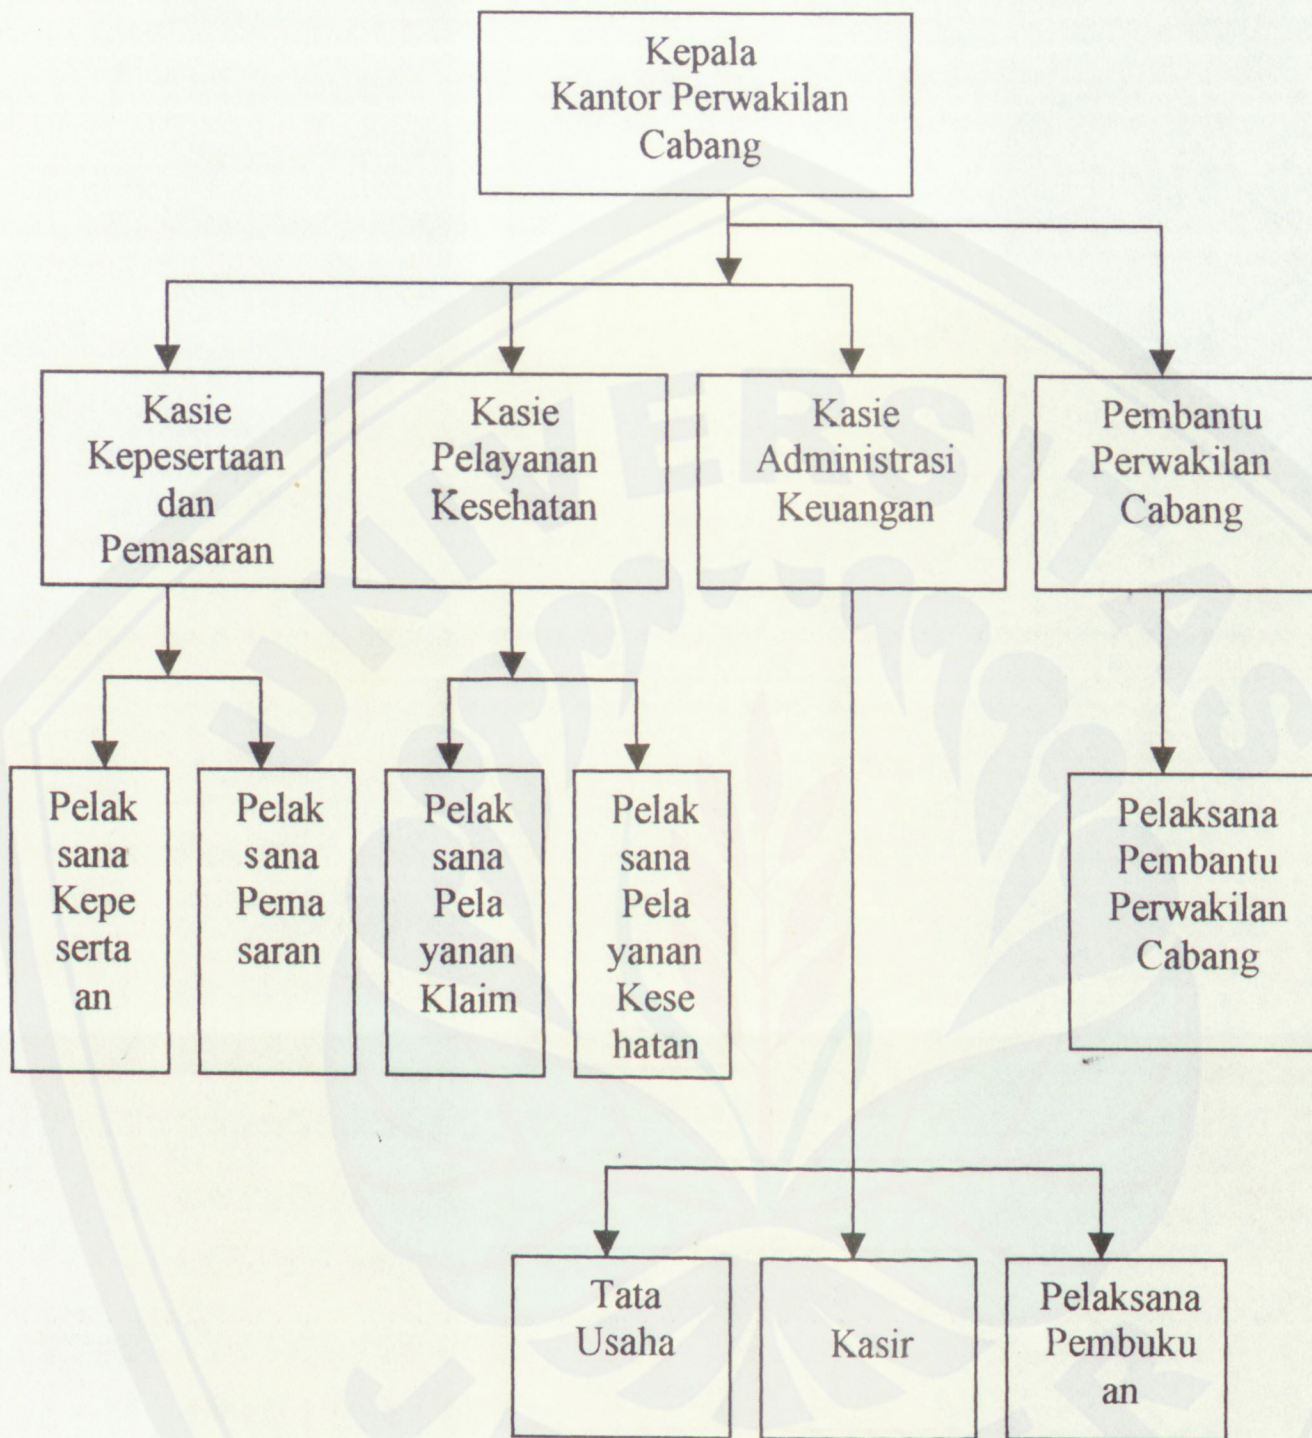 Kepala
Kantor Perwakilan
Cabang
Kasie
Kepesertaan
dan
Pemasaran
Kasie
Pelayanan
Kesehatan
Kasie
Administrasi
Keuangan
Pembantu
Perwakilan
Cabang
Pelak
sana
Kepe
serta
an
Pelak
sana
Pema
saran
Pelak
sana
Pela
yanan
Klaim
Pelak
sana
Pela
yanan
Kese
hatan
Pelaksana
Pembantu
Perwakilan
Cabang
Tata
Usaha
Kasir
Pelaksana
Pembuku
an
UNIVERSITAS